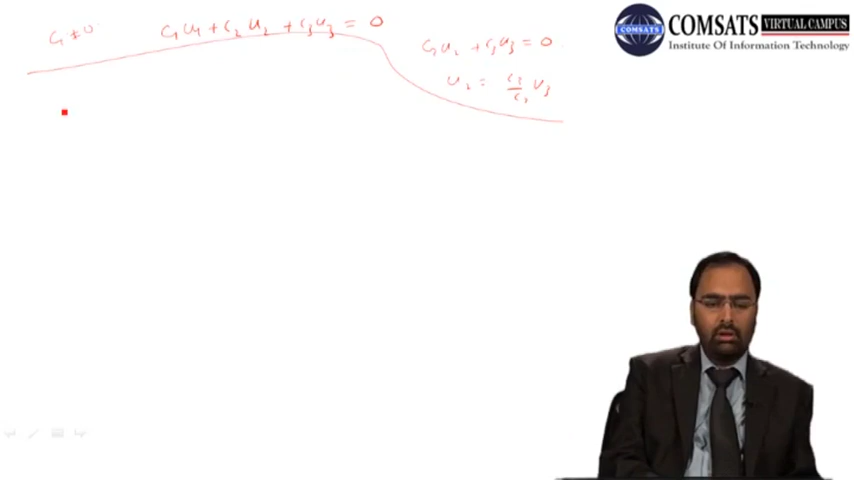 C₁ ≠ 0
C₁u₁ + C₂u₂ + C₃u₃ = 0
C₁u₂ + C₃u₃ = 0
u₂ = C₃/C₂ u₃
COMSATS VIRTUAL CAMPUS
Institute Of Information Technology
COMSATS